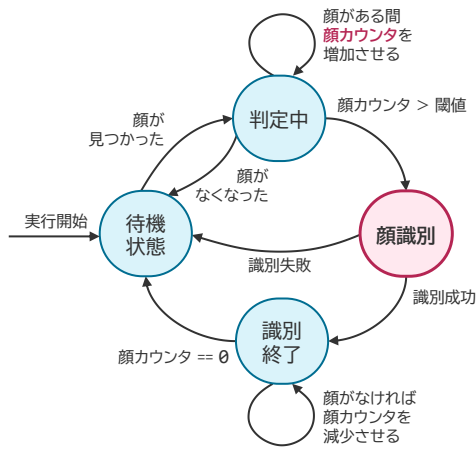 顔がある間
顔カウンタを
増加させる
判定中
顔カウンタ > 閾値
顔が
見つかった
顔が
なくなった
実行開始
待機
状態
顔識別
識別失敗
識別成功
識別
終了
顔カウンタ == 0
顔がなければ
顔カウンタを
減少させる